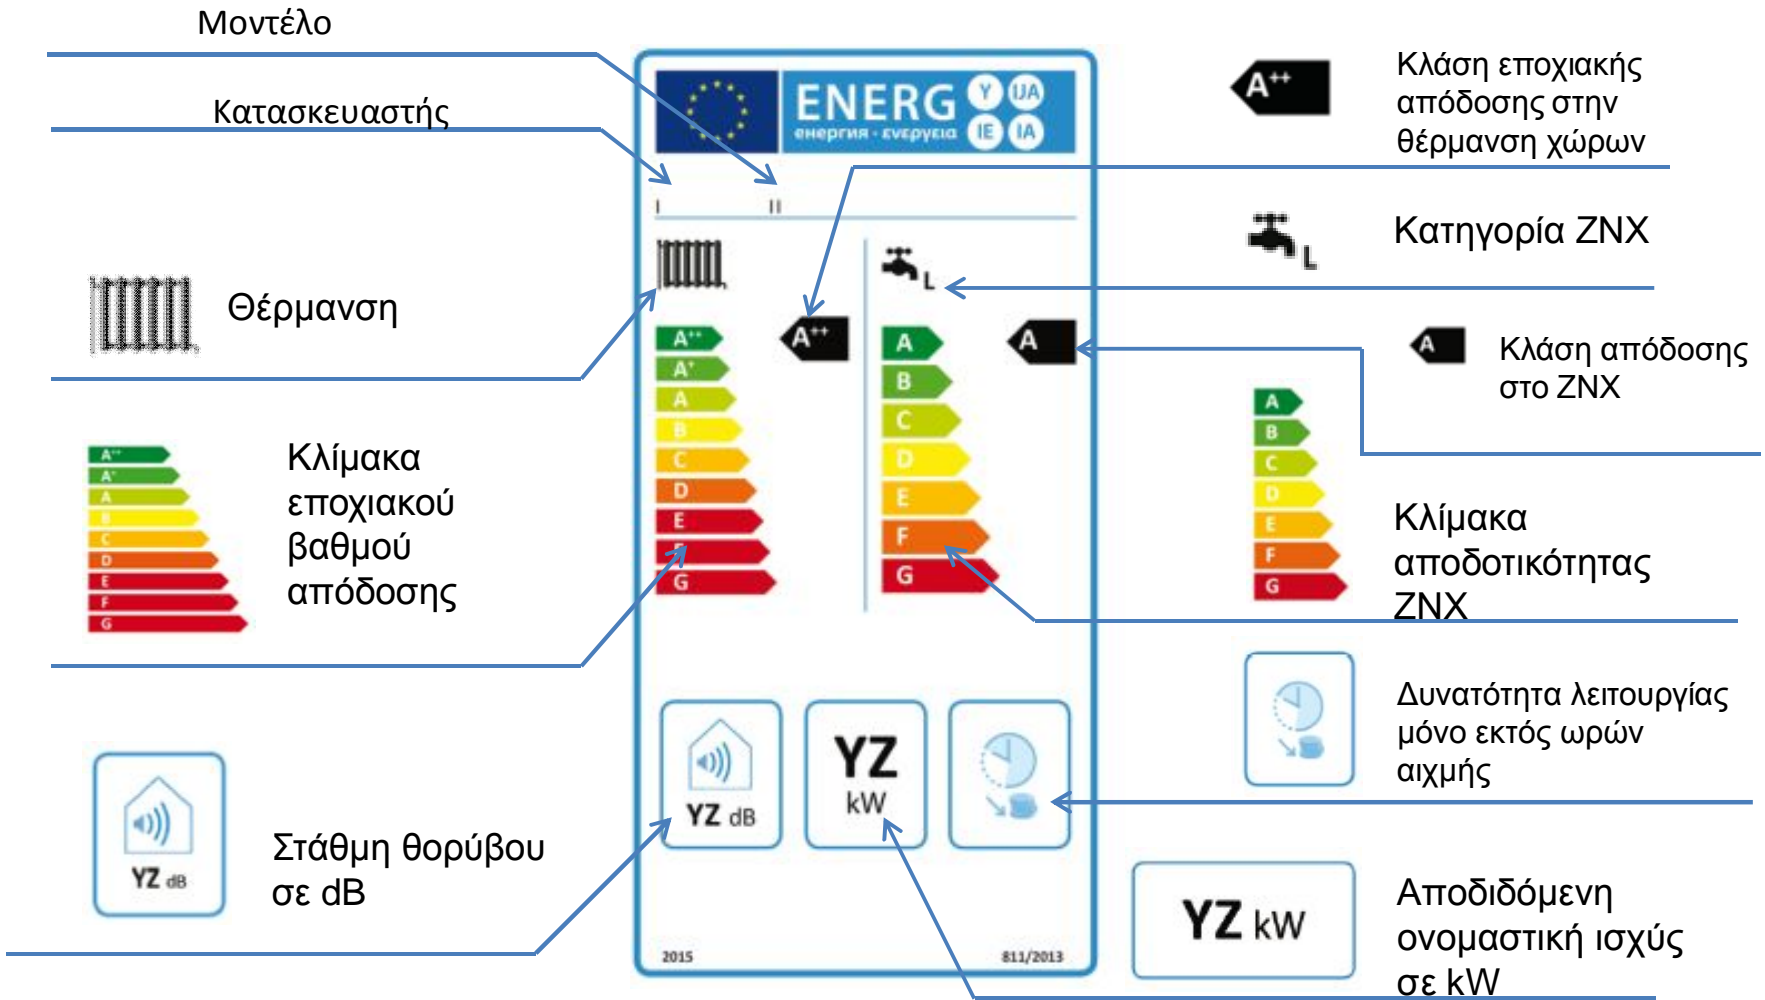 Μοντέλο
Κατασκευαστής
Θέρμανση
A++
A+
A
B
C
D
E
F
G
Κλίμακα
εποχιακού
βαθμού
απόδοσης
YZ dB
Στάθμη θορύβου
σε dB
ENERG
Y IJA
IE IA
енергия · ενεργεια
I II
L
A++
A+
A
B
C
D
E
F
G
A++
A
B
C
D
E
F
G
A
YZ dB
YZ
kW
2015 811/2013
A++
Κλάση εποχιακής
απόδοσης στην
θέρμανση χώρων
L
Κατηγορία ΖΝΧ
A
Κλάση απόδοσης
στο ΖΝΧ
A
B
C
D
E
F
G
Κλίμακα
αποδοτικότητας
ΖΝΧ
Δυνατότητα λειτουργίας
μόνο εκτός ωρών
αιχμής
YZ kW
Αποδιδόμενη
ονομαστική ισχύς
σε kW